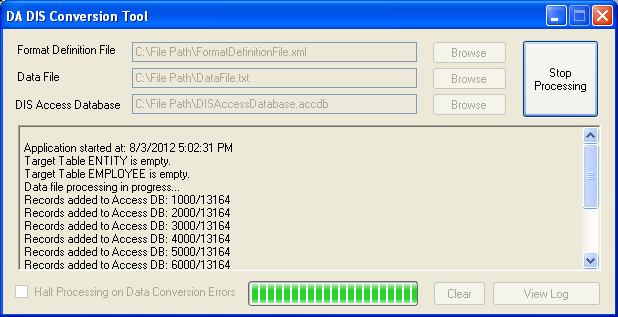 DA DIS Conversion Tool
Format Definition File C:\File Path\FormatDefinitionFile.xml Browse
Data File C:\File Path\DataFile.txt Browse
DIS Access Database C:\File Path\DISAccessDatabase.accdb Browse
Stop
Processing
Application started at: 8/3/2012 5:02:31 PM
Target Table ENTITY is empty.
Target Table EMPLOYEE is empty.
Data file processing in progress...
Records added to Access DB: 1000/13164
Records added to Access DB: 2000/13164
Records added to Access DB: 3000/13164
Records added to Access DB: 4000/13164
Records added to Access DB: 5000/13164
Records added to Access DB: 6000/13164
Halt Processing on Data Conversion Errors Clear View Log